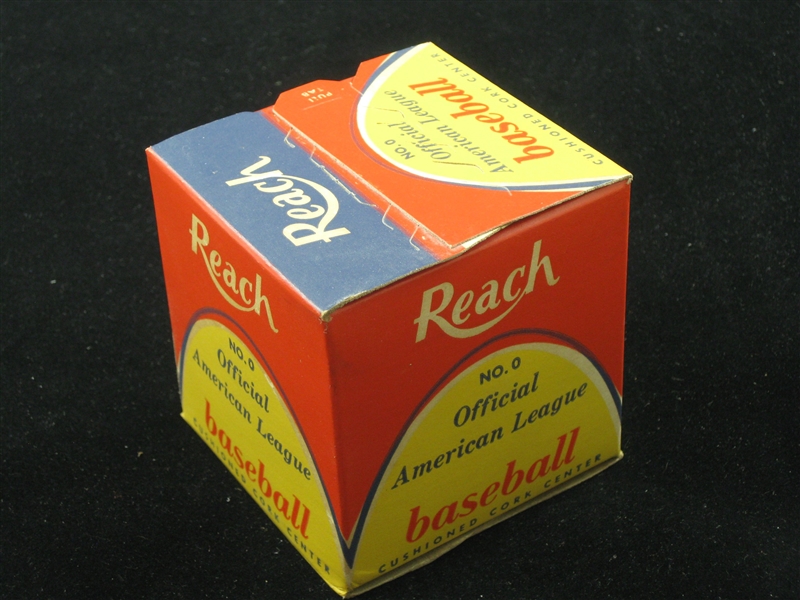 PULL
TAB
NO. 0
Official
American League
baseball
CUSHIONED CORK CENTER
Reach
Reach
NO. 0
Official
American League
baseball
CUSHIONED CORK CENTER
Reach
NO. 0
Official
American League
baseball
CUSHIONED CORK CENTER